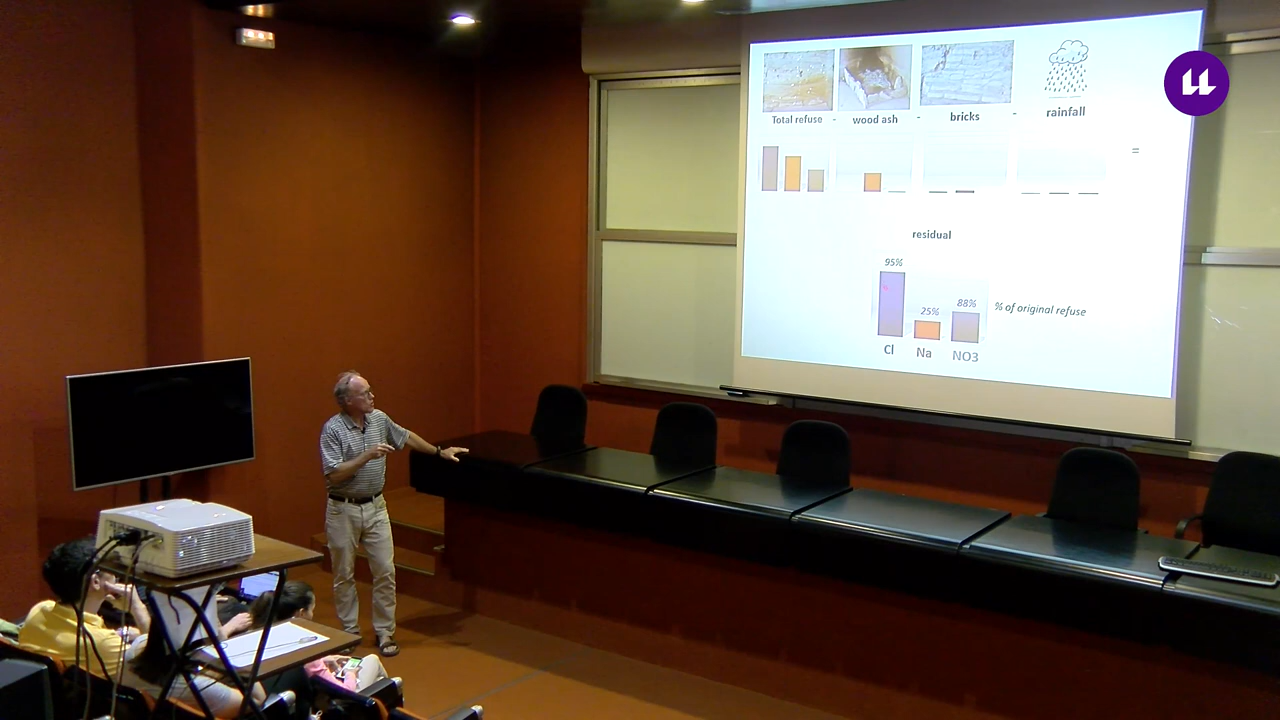 Total refuse - wood ash - bricks - rainfall
=
residual
95%
25%
88%
% of original refuse
Cl Na NO3